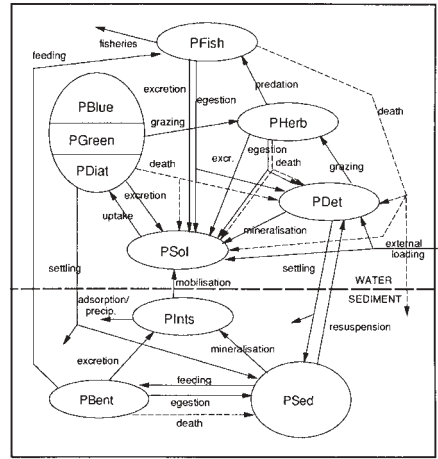 fisheries
feeding
PFish
excretion
egestion
predation
death
PBlue
PGreen
PDiat
grazing
PHerb
excr.
egestion
death
grazing
death
excretion
uptake
PDet
mineralisation
PSol
external
loading
settling
mobilisation
settling
WATER
SEDIMENT
adsorption/
precip.
PInts
resuspension
excretion
mineralisation
feeding
PBent
egestion
PSed
death